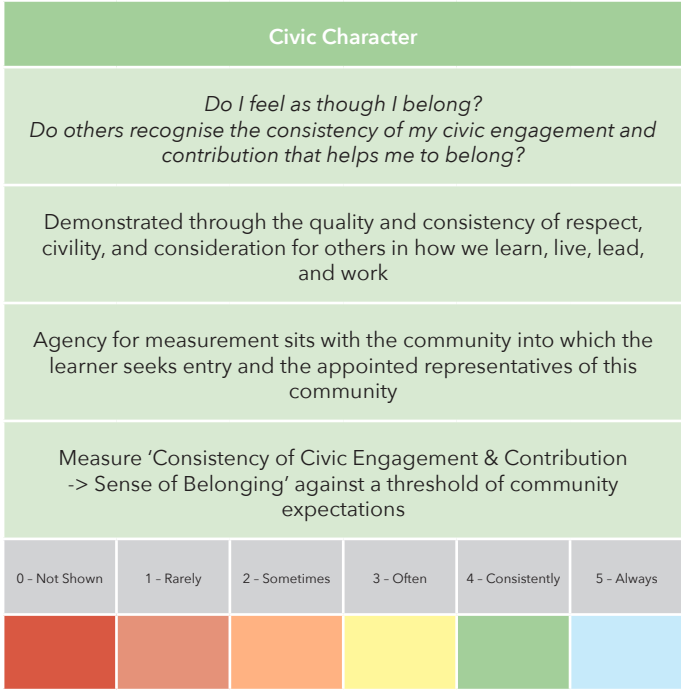 Civic Character
Do I feel as though I belong?
Do others recognise the consistency of my civic engagement and
contribution that helps me to belong?
Demonstrated through the quality and consistency of respect,
civility, and consideration for others in how we learn, live, lead,
and work
Agency for measurement sits with the community into which the
learner seeks entry and the appointed representatives of this
community
Measure ‘Consistency of Civic Engagement & Contribution
-> Sense of Belonging’ against a threshold of community
expectations
0 – Not Shown
1 – Rarely
2 – Sometimes
3 – Often
4 – Consistently
5 – Always